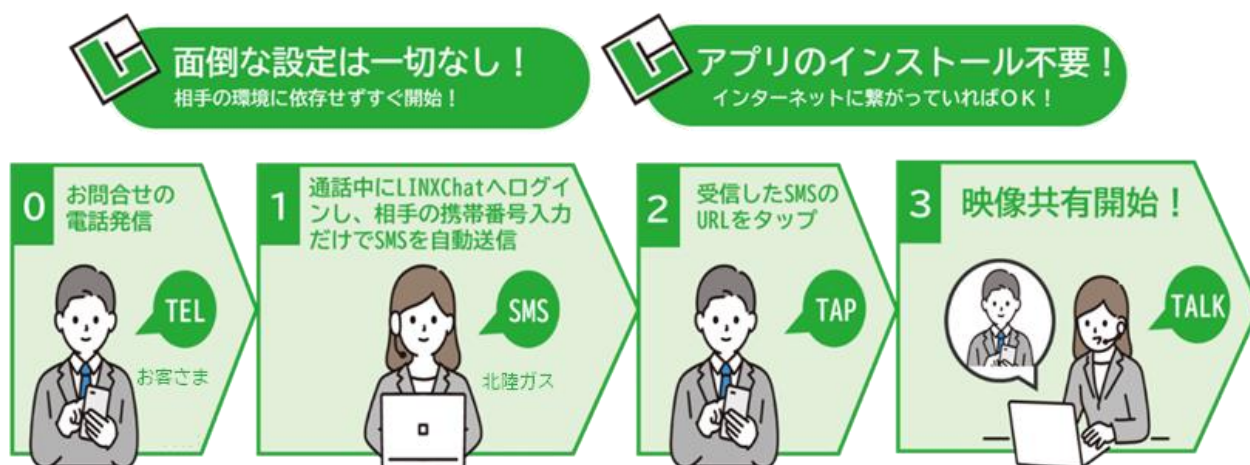 面倒な設定は一切なし！
相手の環境に依存せずすぐ開始！
アプリのインストール不要！
インターネットに繋がっていればOK！
0
お問合せの
電話発信
TEL
お客さま
1
通話中にLINXChatへログイ
ンし、相手の携帯番号入力
だけでSMSを自動送信
SMS
北陸ガス
2
受信したSMSの
URLをタップ
TAP
3
映像共有開始！
TALK